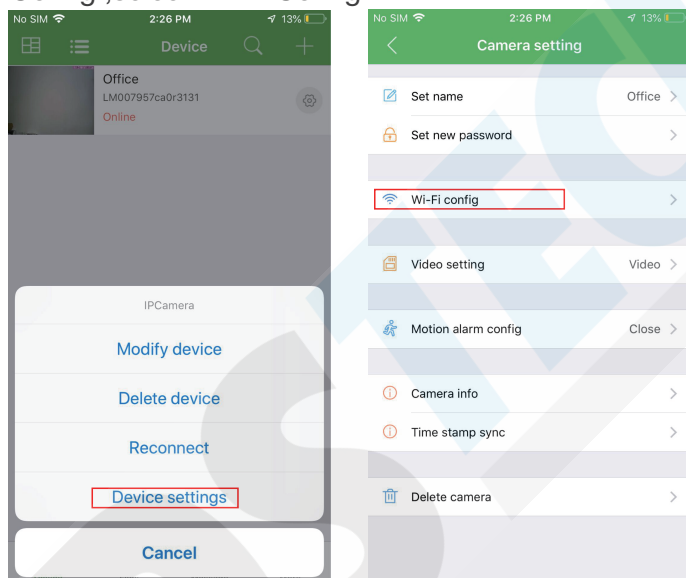 No SIM 2:26 PM 13%
Device
Office
LM007957ca0r3131
Online
IPCamera
Modify device
Delete device
Reconnect
Device settings
Cancel
No SIM 2:26 PM 13%
Camera setting
Set name Office
Set new password
Wi-Fi config
Video setting Video
Motion alarm config Close
Camera info
Time stamp sync
Delete camera